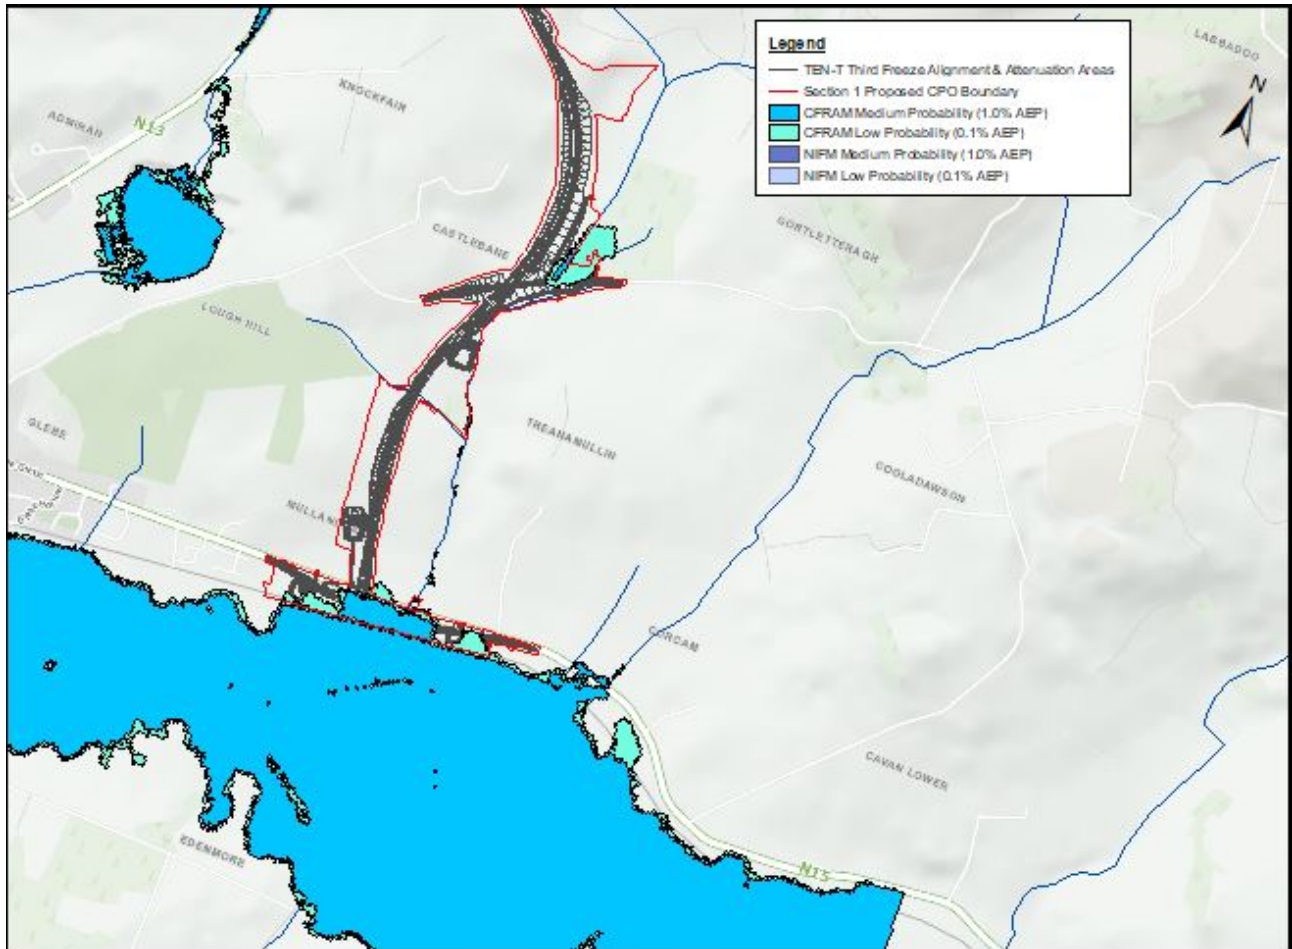 Legend
TEN-T Third Freeze Alignment & Attenuation Areas
Section 1 Proposed CPO Boundary
CFRAM Medium Probability (1.0% AEP)
CFRAM Low Probability (0.1% AEP)
NIFM Medium Probability (1.0% AEP)
NIFM Low Probability (0.1% AEP)
LABBADOO
N
KNOCKFAIR
ADMIRAN
N13
CASTLEBANE
GORTLETTERAGH
LOUGH HILL
GLEBE
TREANAMULLIN
COOLADAWSON
CORCAM
CAVAN LOWER
EDENMORE
N15